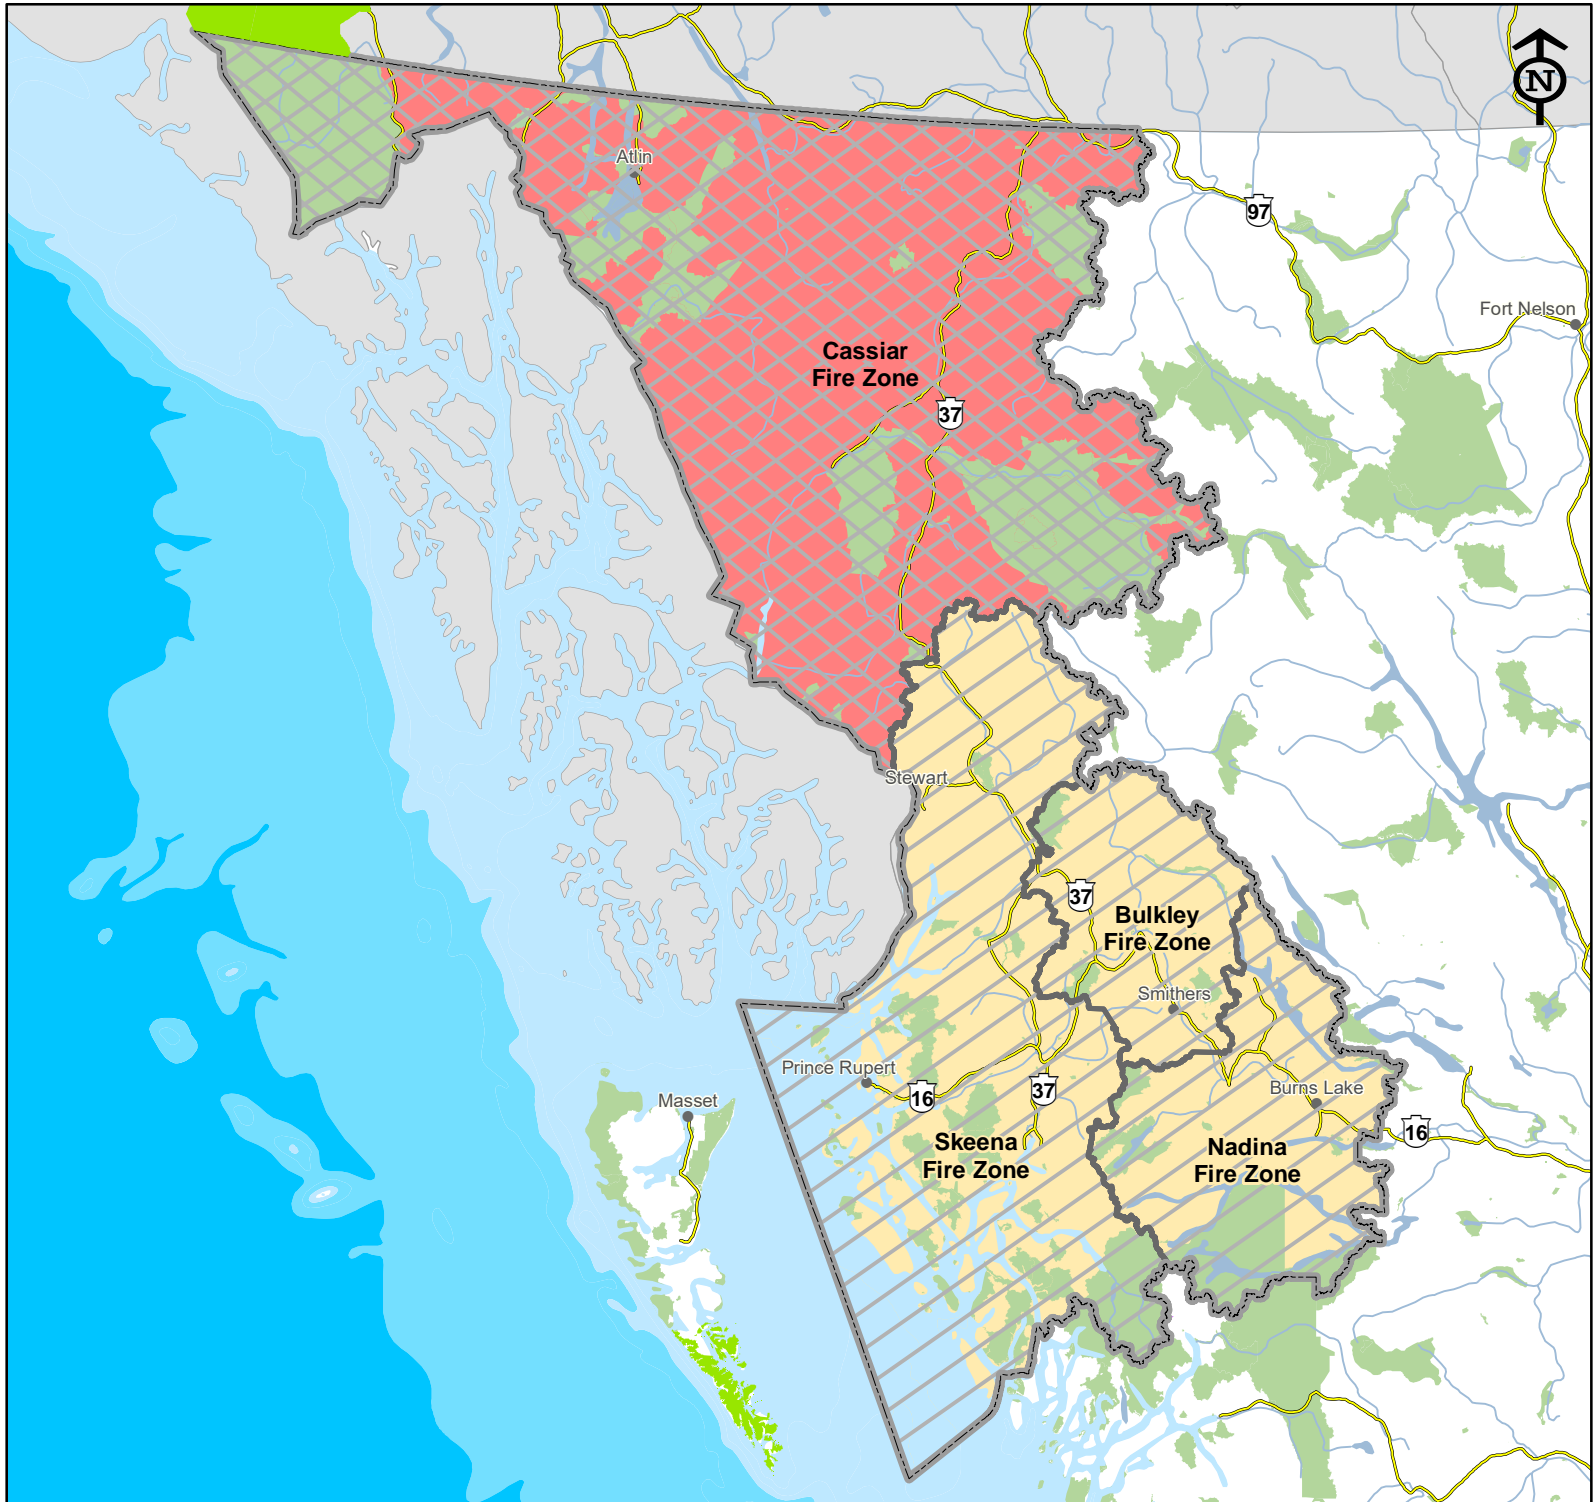 N
Atlin
97
Fort Nelson
Cassiar
Fire Zone
37
Stewart
37
Bulkley
Fire Zone
Smithers
Prince Rupert
16
37
Burns Lake
Masset
16
Skeena
Fire Zone
Nadina
Fire Zone